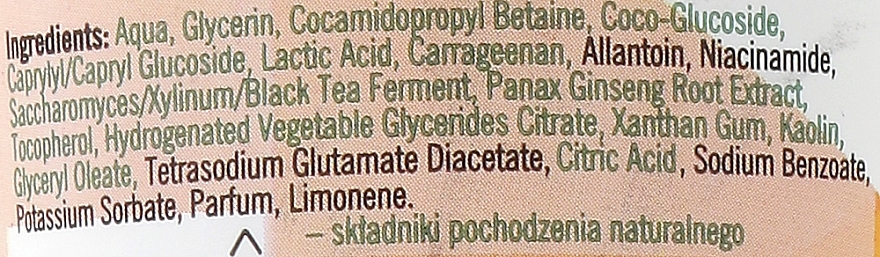 Ingredients: Aqua, Glycerin, Cocamidopropyl Betaine, Coco-Glucoside,
Caprylyl/Capryl Glucoside, Lactic Acid, Carrageenan, Allantoin, Niacinamide,
Saccharomyces/Xylinum/Black Tea Ferment, Panax Ginseng Root Extract,
Tocopherol, Hydrogenated Vegetable Glycerides Citrate, Xanthan Gum, Kaolin,
Glyceryl Oleate, Tetrasodium Glutamate Diacetate, Citric Acid, Sodium Benzoate,
Potassium Sorbate, Parfum, Limonene.
– składniki pochodzenia naturalnego